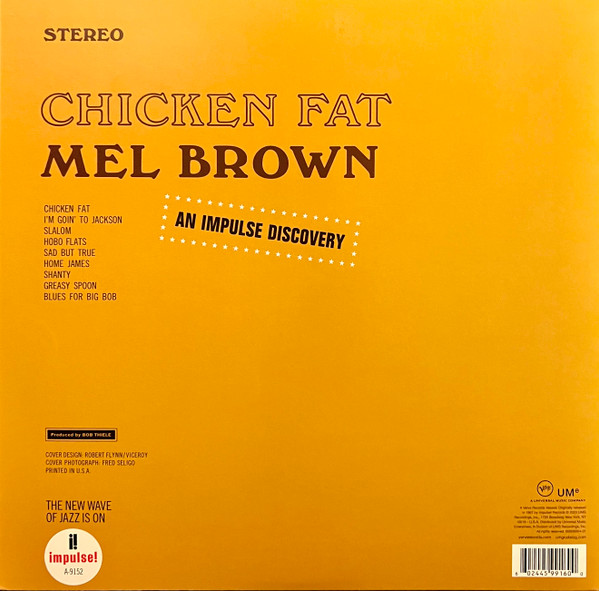 STEREO
CHICKEN FAT
MEL BROWN
CHICKEN FAT
I'M GOIN' TO JACKSON
SLALOM
HOBO FLATS
SAD BUT TRUE
HOME JAMES
SHANTY
GREASY SPOON
BLUES FOR BIG BOB
AN IMPULSE DISCOVERY
Produced by BOB THIELE
COVER DESIGN: ROBERT FLYNN/VICEROY
COVER PHOTOGRAPH: FRED SELIGO
PRINTED IN U.S.A.
THE NEW WAVE
OF JAZZ IS ON
i!
impulse!
A-9152
UMe
A UNIVERSAL MUSIC COMPANY